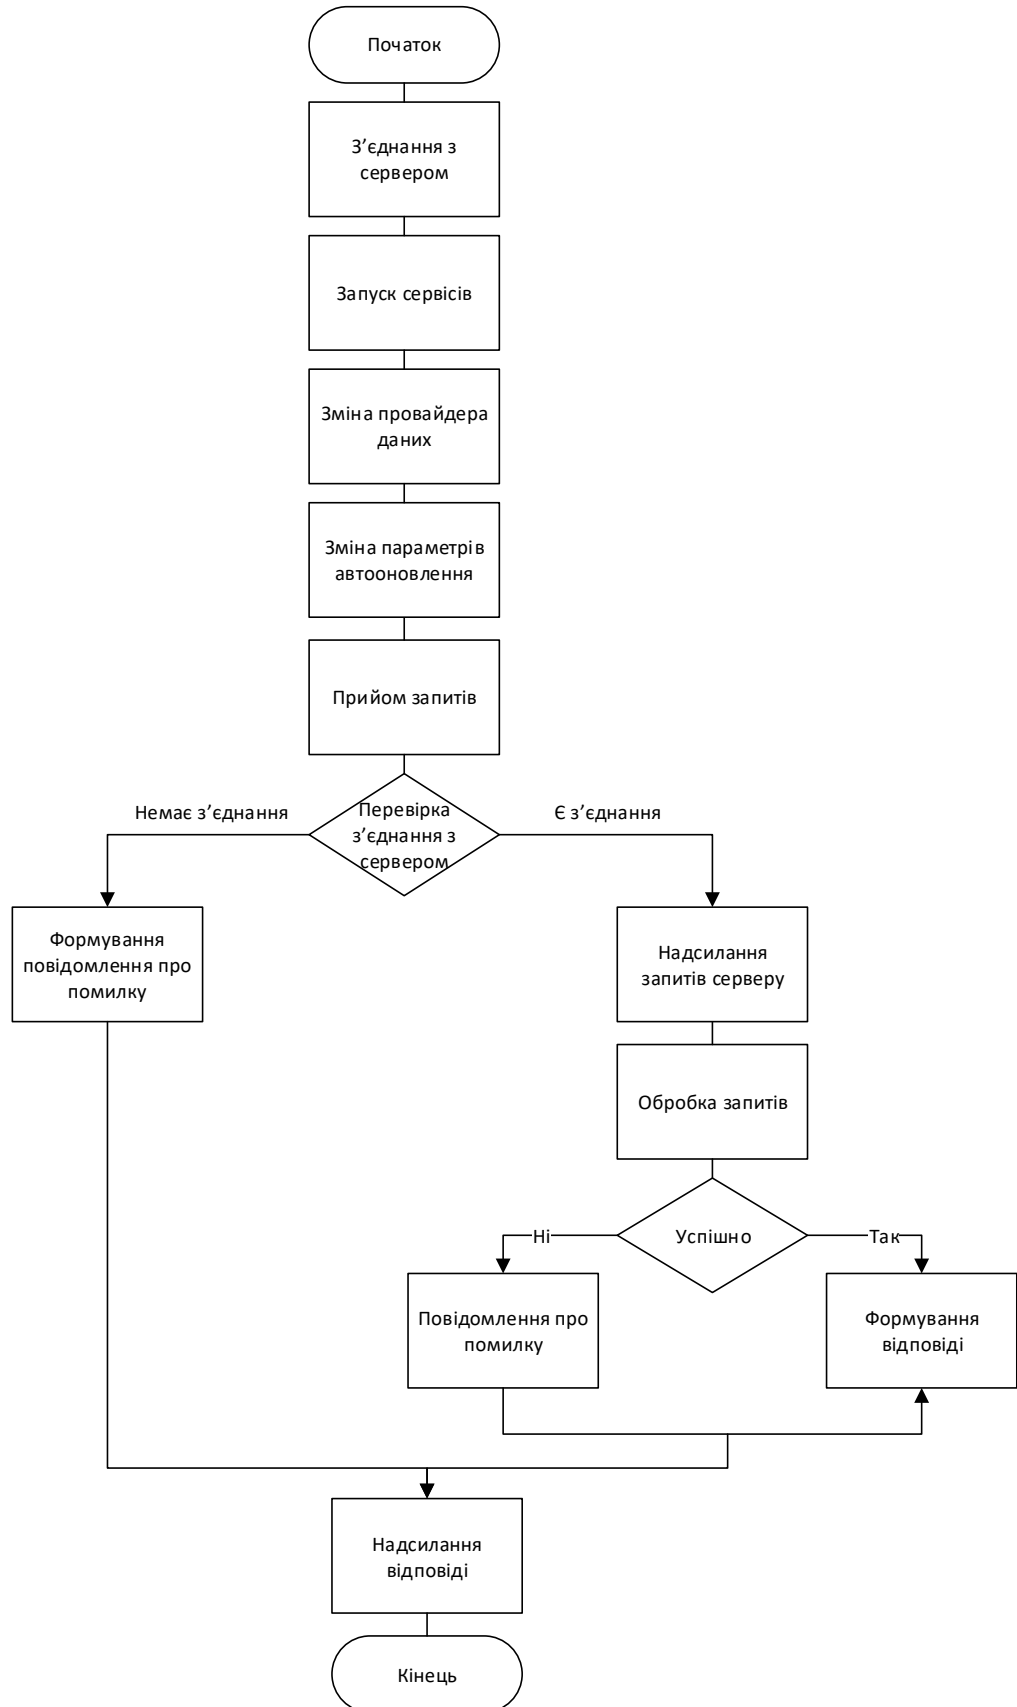 Початок
З’єднання з
сервером
Запуск сервісів
Зміна провайдера
даних
Зміна параметрів
автооновлення
Прийом запитів
Немає з’єднання
Перевірка
з’єднання з
сервером
Є з’єднання
Формування
повідомлення про
помилку
Надсилання
запитів серверу
Обробка запитів
Ні
Успішно
Так
Повідомлення про
помилку
Формування
відповіді
Надсилання
відповіді
Кінець